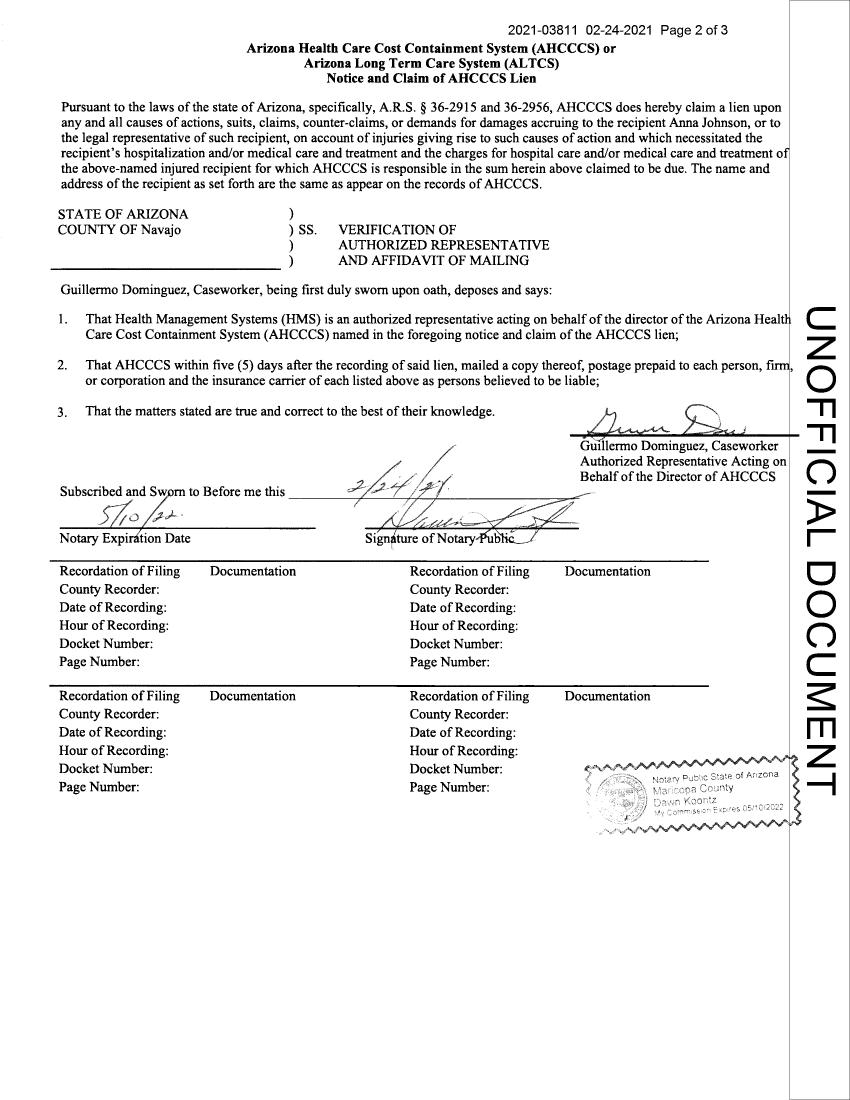 2021-03811 02-24-2021 Page 2 of 3
Arizona Health Care Cost Containment System (AHCCCS) or
Arizona Long Term Care System (ALTCS)
Notice and Claim of AHCCCS Lien
Pursuant to the laws of the state of Arizona, specifically, A.R.S. § 36-2915 and 36-2956, AHCCCS does hereby claim a lien upon
any and all causes of actions, suits, claims, counter-claims, or demands for damages accruing to the recipient Anna Johnson, or to
the legal representative of such recipient, on account of injuries giving rise to such causes of action and which necessitated the
recipient's hospitalization and/or medical care and treatment and the charges for hospital care and/or medical care and treatment of
the above-named injured recipient for which AHCCCS is responsible in the sum herein above claimed to be due. The name and
address of the recipient as set forth are the same as appear on the records of AHCCCS.
STATE OF ARIZONA )
COUNTY OF Navajo ) SS. VERIFICATION OF
) AUTHORIZED REPRESENTATIVE
) AND AFFIDAVIT OF MAILING
Guillermo Dominguez, Caseworker, being first duly sworn upon oath, deposes and says:
1. That Health Management Systems (HMS) is an authorized representative acting on behalf of the director of the Arizona Health
Care Cost Containment System (AHCCCS) named in the foregoing notice and claim of the AHCCCS lien;
2. That AHCCCS within five (5) days after the recording of said lien, mailed a copy thereof, postage prepaid to each person, firm,
or corporation and the insurance carrier of each listed above as persons believed to be liable;
3. That the matters stated are true and correct to the best of their knowledge.
Guillermo Dominguez, Caseworker
Authorized Representative Acting on
Behalf of the Director of AHCCCS
Subscribed and Sworn to Before me this 2/24/21.
5/10/22.
Notary Expiration Date Signature of Notary Public
Recordation of Filing Documentation Recordation of Filing Documentation
County Recorder: County Recorder:
Date of Recording: Date of Recording:
Hour of Recording: Hour of Recording:
Docket Number: Docket Number:
Page Number: Page Number:
Recordation of Filing Documentation Recordation of Filing Documentation
County Recorder: County Recorder:
Date of Recording: Date of Recording:
Hour of Recording: Hour of Recording:
Docket Number: Docket Number:
Page Number: Page Number:
Notary Public State of Arizona
Maricopa County
Dawn Koontz
My Commission Expires 05/10/2022
UNOFFICIAL DOCUMENT